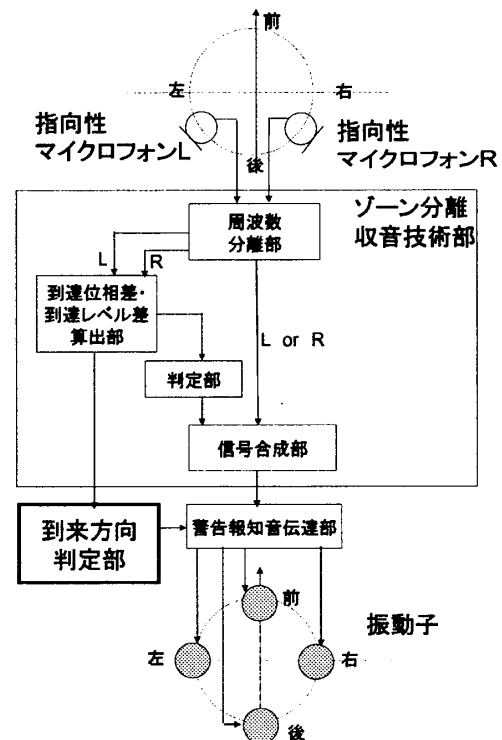 前
左
右
指向性
マイクロフォンL
指向性
マイクロフォンR
後
ゾーン分離
収音技術部
周波数
分離部
L
R
到達位相差・
到達レベル差
算出部
L or R
判定部
信号合成部
到来方向
判定部
警告報知音伝達部
前
振動子
左
右
後